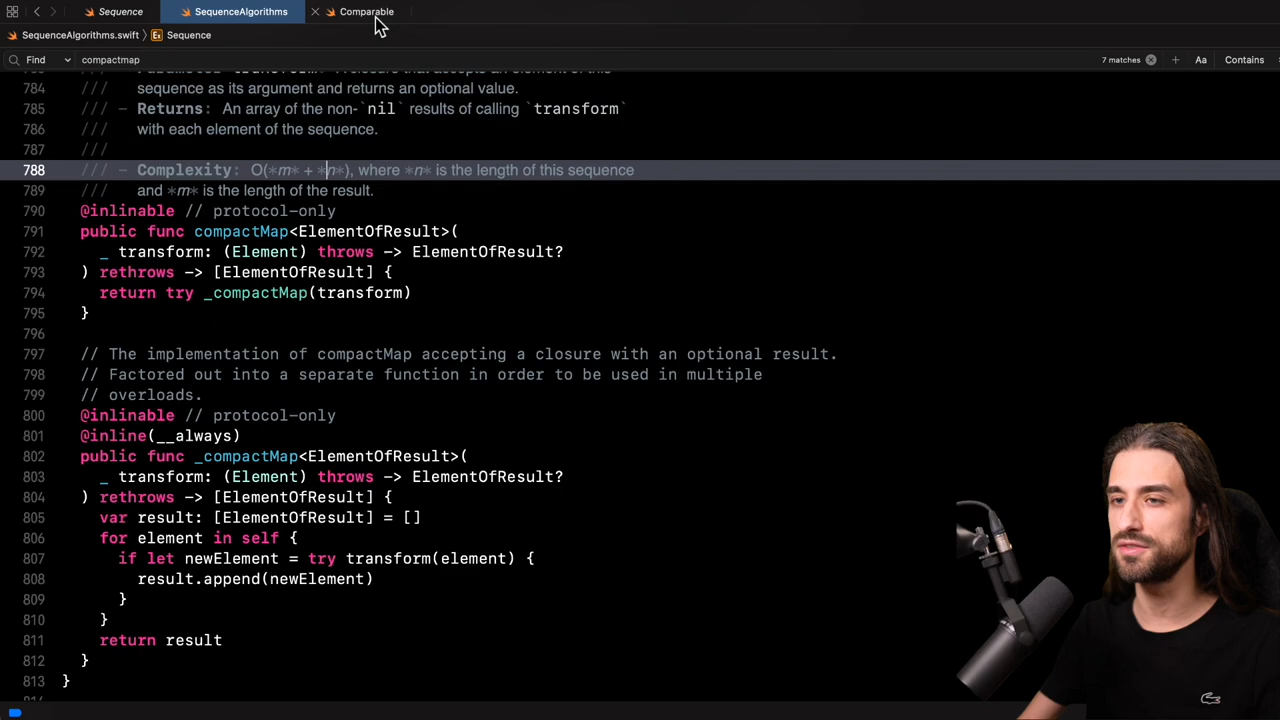 Sequence
SequenceAlgorithms
Comparable
SequenceAlgorithms.swift
Ex
Sequence
Find
compactmap
7 matches
Aa
Contains
784 /// sequence as its argument and returns an optional value.
785 /// - Returns: An array of the non-`nil` results of calling `transform`
786 /// with each element of the sequence.
787 ///
788 /// - Complexity: O(*m* + *n*), where *n* is the length of this sequence
789 /// and *m* is the length of the result.
790 @inlinable // protocol-only
791 public func compactMap<ElementOfResult>(
792 _ transform: (Element) throws -> ElementOfResult?
793 ) rethrows -> [ElementOfResult] {
794 return try _compactMap(transform)
795 }
796
797 // The implementation of compactMap accepting a closure with an optional result.
798 // Factored out into a separate function in order to be used in multiple
799 // overloads.
800 @inlinable // protocol-only
801 @inline(__always)
802 public func _compactMap<ElementOfResult>(
803 _ transform: (Element) throws -> ElementOfResult?
804 ) rethrows -> [ElementOfResult] {
805 var result: [ElementOfResult] = []
806 for element in self {
807 if let newElement = try transform(element) {
808 result.append(newElement)
809 }
810 }
811 return result
812 }
813 }